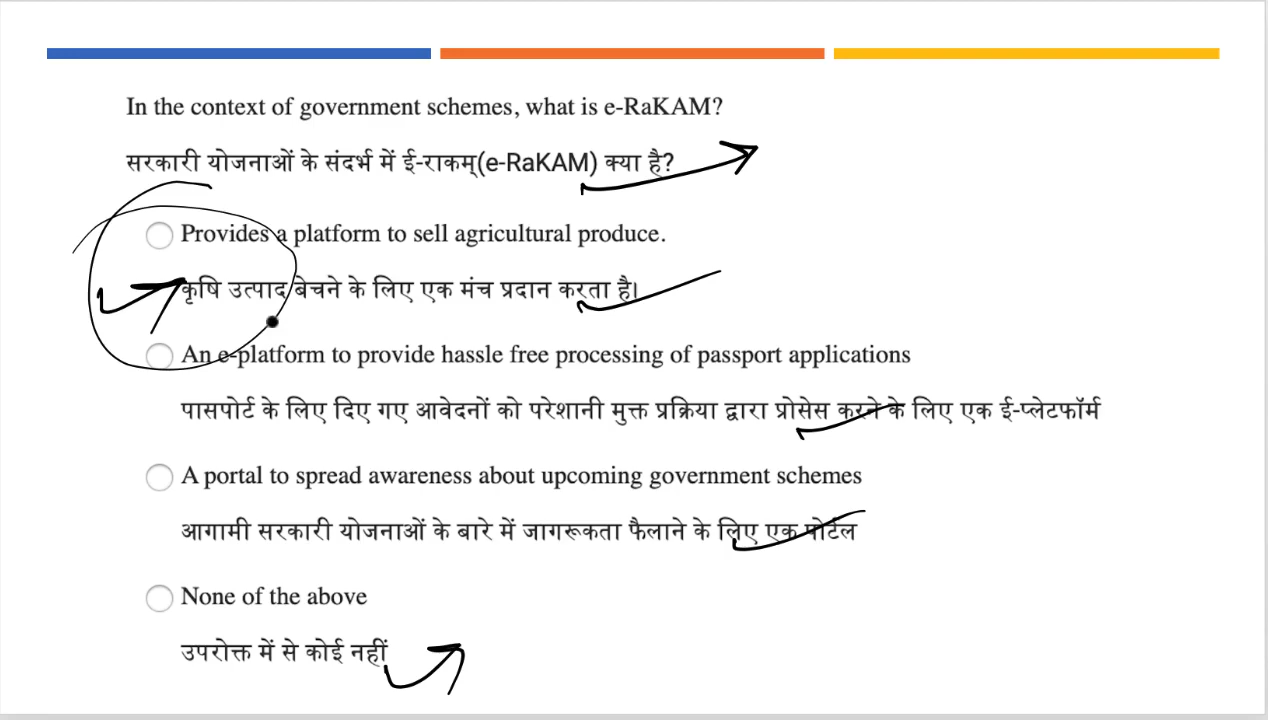 In the context of government schemes, what is e-RaKAM?
सरकारी योजनाओं के संदर्भ में ई-राकम्(e-RaKAM) क्या है?
Provides a platform to sell agricultural produce.
कृषि उत्पाद बेचने के लिए एक मंच प्रदान करता है।
An e-platform to provide hassle free processing of passport applications
पासपोर्ट के लिए दिए गए आवेदनों को परेशानी मुक्त प्रक्रिया द्वारा प्रोसेस करने के लिए एक ई-प्लेटफॉर्म
A portal to spread awareness about upcoming government schemes
आगामी सरकारी योजनाओं के बारे में जागरूकता फैलाने के लिए एक पोर्टल
None of the above
उपरोक्त में से कोई नहीं